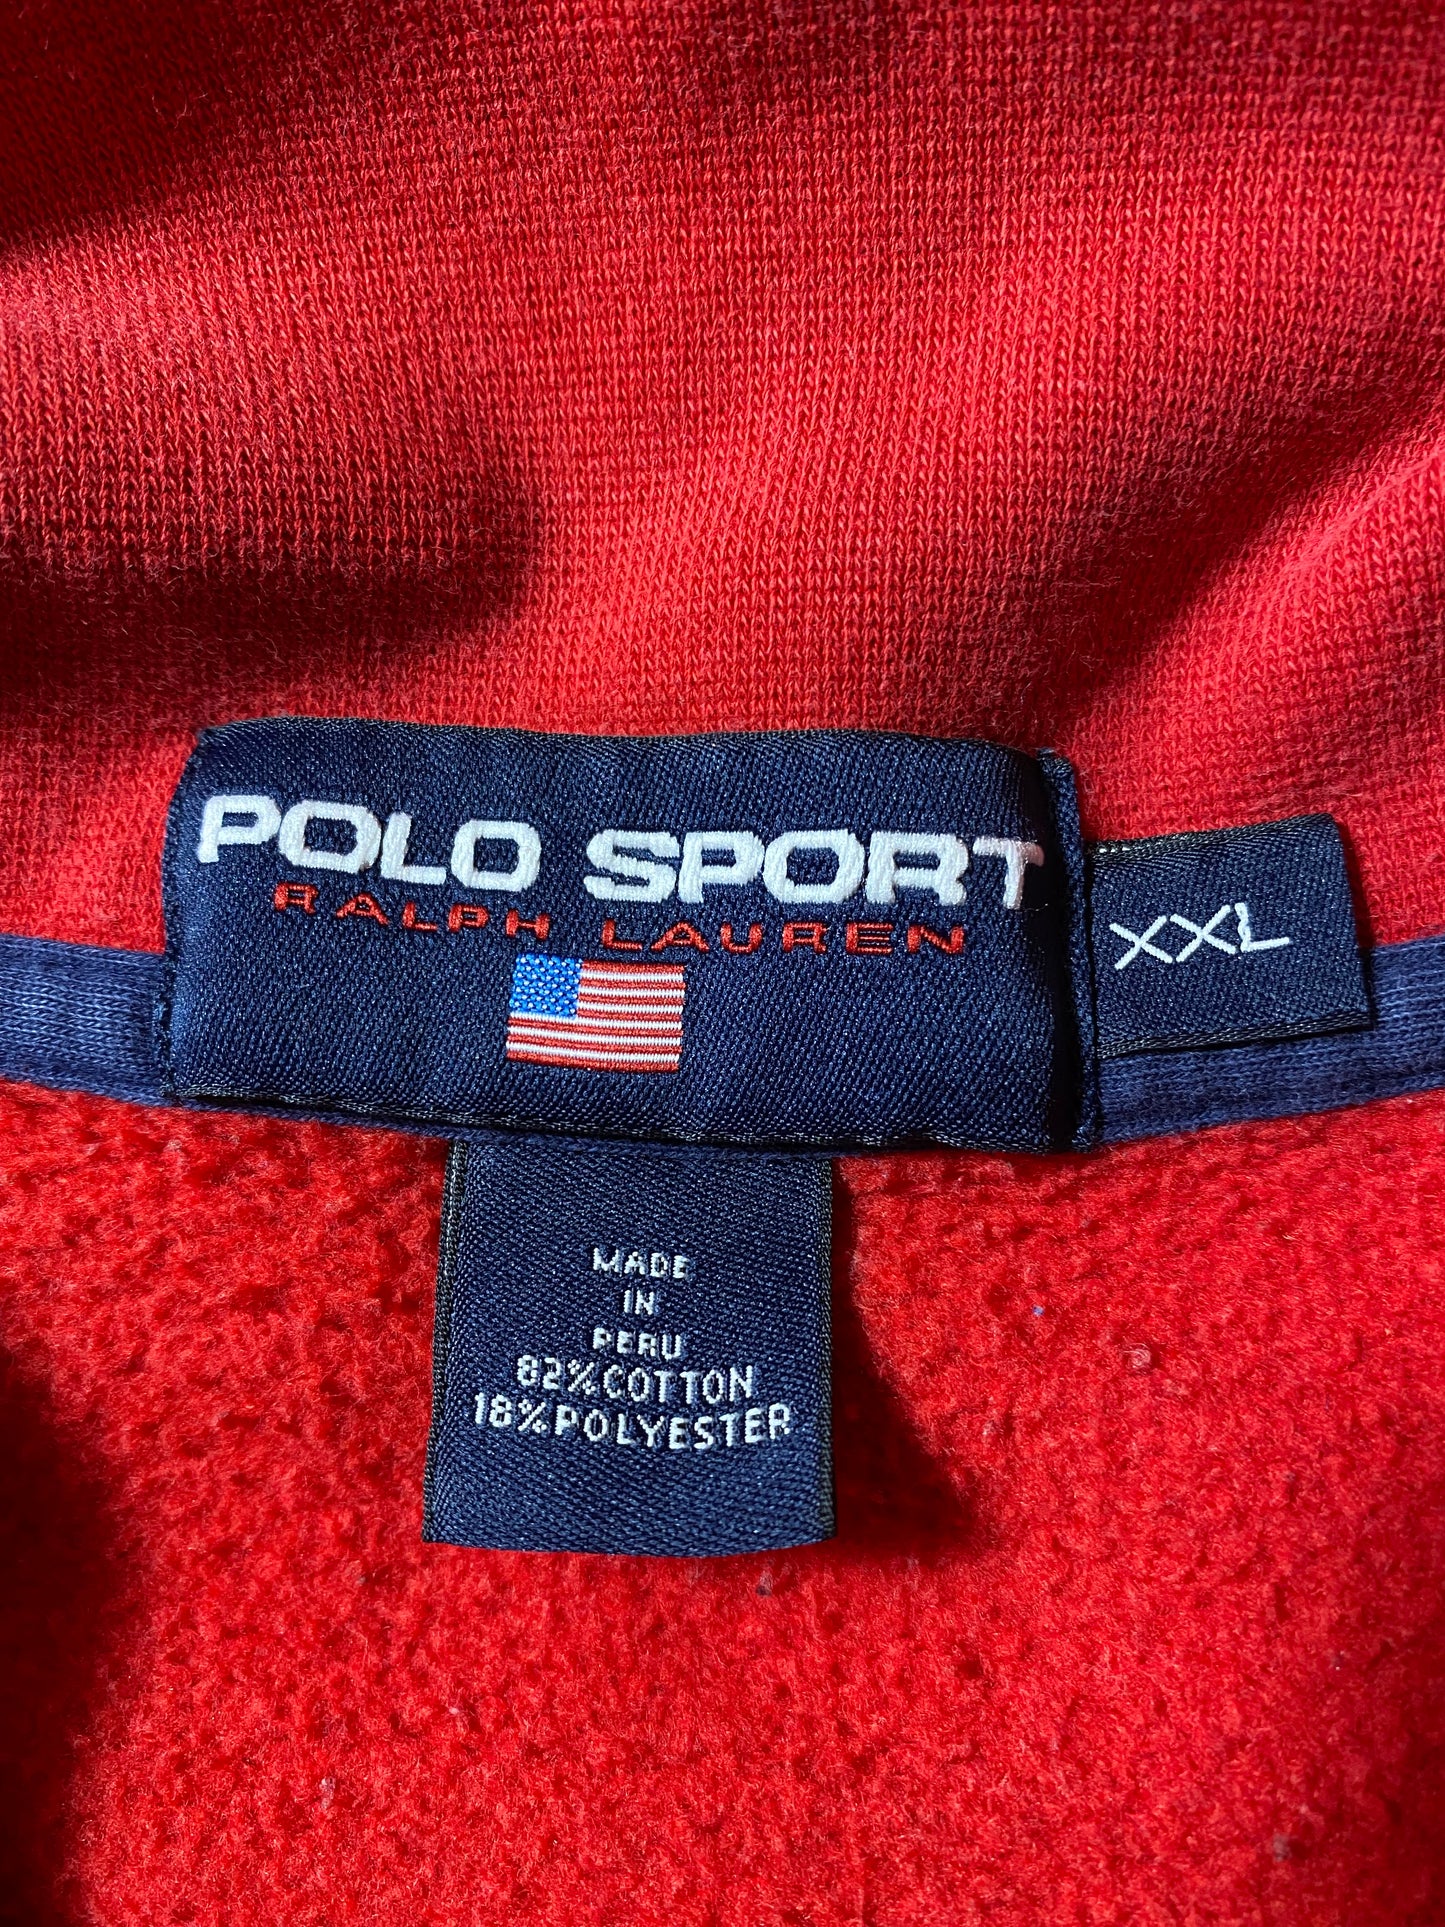 POLO SPORT
RALPH LAUREN
XXL
MADE
IN
PERU
82%COTTON
18%POLYESTER